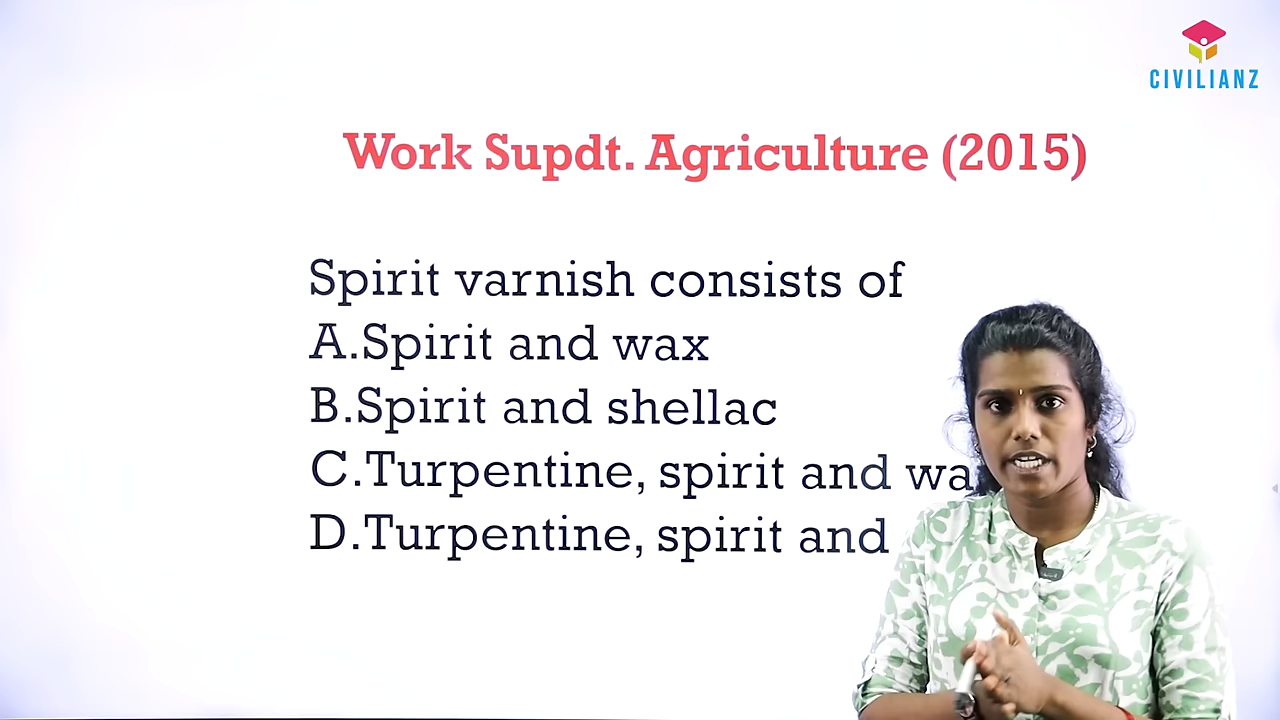 CIVILIANZ
Work Supdt. Agriculture (2015)
Spirit varnish consists of
A.Spirit and wax
B.Spirit and shellac
C.Turpentine, spirit and
D.Turpentine, spirit and